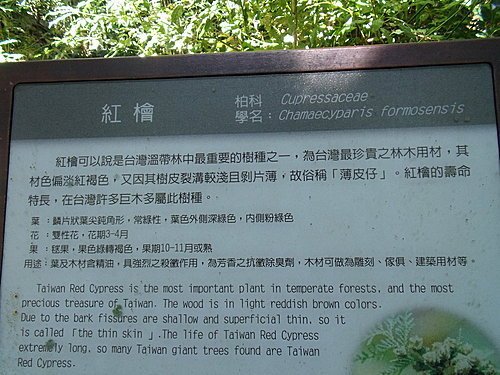 紅檜
柏科 Cupressaceae
學名：Chamaecyparis formosensis
紅檜可以說是台灣溫帶林中最重要的樹種之一，為台灣最珍貴之林木用材，其
材色偏淡紅褐色，又因其樹皮裂溝較淺且剝片薄，故俗稱「薄皮仔」。紅檜的壽命
特長，在台灣許多巨木多屬此樹種。
葉：鱗片狀葉尖鈍角形，常綠性，葉色外側深綠色，內側粉綠色
花：雙性花，花期3-4月
果：毬果，果色綠轉褐色，果期10-11月成熟
用途：葉及木材含精油，具強烈之殺黴作用，為芳香之抗黴除臭劑，木材可做為雕刻、傢俱、建築用材等。
Taiwan Red Cypress is the most important plant in temperate forests, and the most
precious treasure of Taiwan. The wood is in light reddish brown colors.
Due to the bark fissures are shallow and superficial thin, so it
is called「the thin skin 」.The life of Taiwan Red Cypress
extremely long, so many Taiwan giant trees found are Taiwan
Red Cypress.